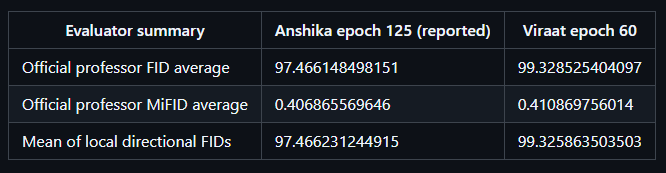 Evaluator summary Anshika epoch 125 (reported) Viraat epoch 60
Official professor FID average 97.466148498151 99.328525404097
Official professor MiFID average 0.406865569646 0.410869756014
Mean of local directional FIDs 97.466231244915 99.325863503503